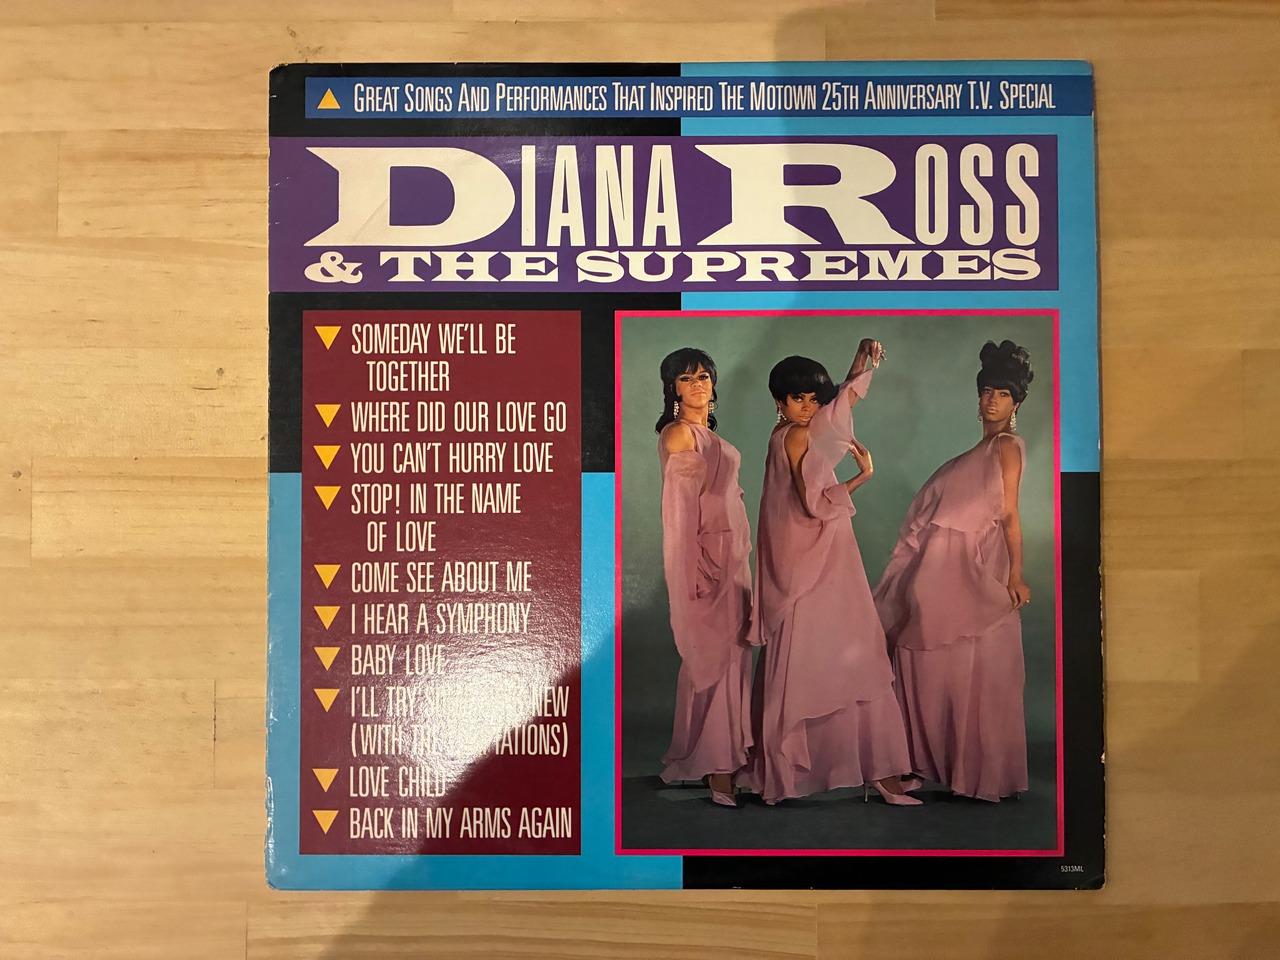 GREAT SONGS AND PERFORMANCES THAT INSPIRED THE MOTOWN 25TH ANNIVERSARY T.V. SPECIAL
DIANA ROSS
& THE SUPREMES
SOMEDAY WE'LL BE
TOGETHER
WHERE DID OUR LOVE GO
YOU CAN'T HURRY LOVE
STOP! IN THE NAME
OF LOVE
COME SEE ABOUT ME
I HEAR A SYMPHONY
BABY LOVE
I'LL TRY NEW
(WITH THE
LOVE CHILD
BACK IN MY ARMS AGAIN
5313ML